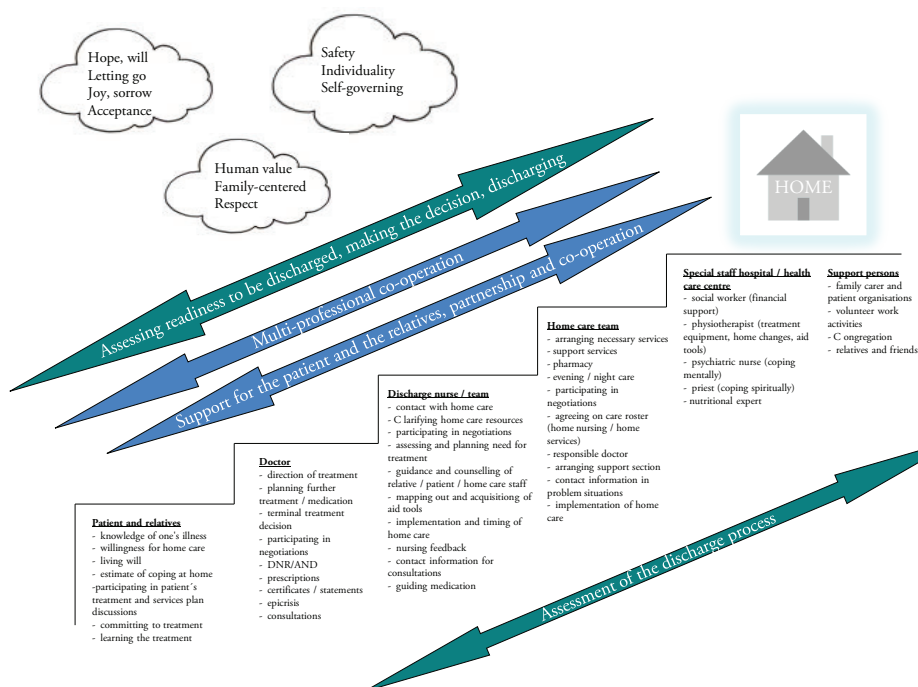 Hope, will
Letting go
Joy, sorrow
Acceptance
Safety
Individuality
Self-governing
Human value
Family-centered
Respect
HOME
Assessing readiness to be discharged, making the decision, discharging
Multi-professional co-operation
Support for the patient and the relatives, partnership and co-operation
Patient and relatives
- knowledge of one's illness
- willingness for home care
- living will
- estimate of coping at home
-participating in patient´s
treatment and services plan
discussions
- committing to treatment
- learning the treatment
Doctor
- direction of treatment
- planning further
treatment / medication
- terminal treatment
decision
- participating in
negotiations
- DNR/AND
- prescriptions
- certificates / statements
- epicrisis
- consultations
Discharge nurse / team
- contact with home care
- C larifying home care resources
- participating in negotiations
- assessing and planning need for
treatment
- guidance and counselling of
relative / patient / home care staff
- mapping out and acquisitiong of
aid tools
- implementation and timing of
home care
- nursing feedback
- contact information for
consultations
- guiding medication
Home care team
- arranging necessary services
- support services
- pharmacy
- evening / night care
- participating in
negotiations
- agreeing on care roster
(home nursing / home
services)
- responsible doctor
- arranging support section
- contact information in
problem situations
- implementation of home
care
Special staff hospital / health
care centre
- social worker (financial
support)
- physiotherapist (treatment
equipment, home changes, aid
tools)
- psychiatric nurse (coping
mentally)
- priest (coping spiritually)
- nutritional expert
Support persons
- family carer and
patient organisations
- volunteer work
activities
- C ongregation
- relatives and friends
Assessment of the discharge process